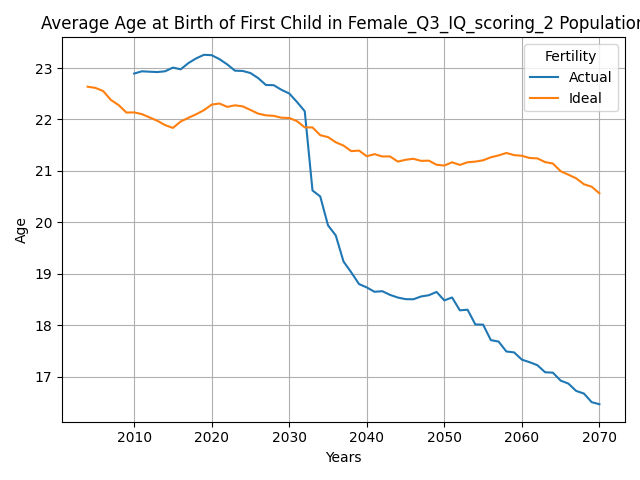 Average Age at Birth of First Child in Female_Q3_IQ_scoring_2 Population
Fertility
Actual
Ideal
23
22
21
20
19
18
17
Age
2010 2020 2030 2040 2050 2060 2070
Years